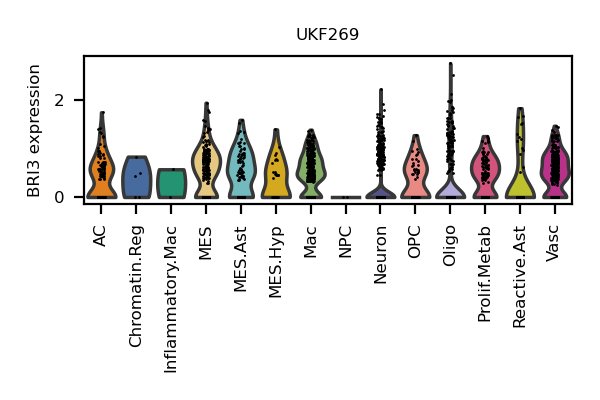 UKF269
BRI3 expression
2
0
AC
Chromatin.Reg
Inflammatory.Mac
MES
MES.Ast
MES.Hyp
Mac
NPC
Neuron
OPC
Oligo
Prolif.Metab
Reactive.Ast
Vasc